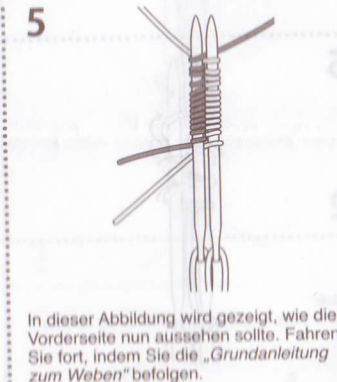 5
In dieser Abbildung wird gezeigt, wie die
Vorderseite nun aussehen sollte. Fahren
Sie fort, indem Sie die „Grundanleitung
zum Weben" befolgen.